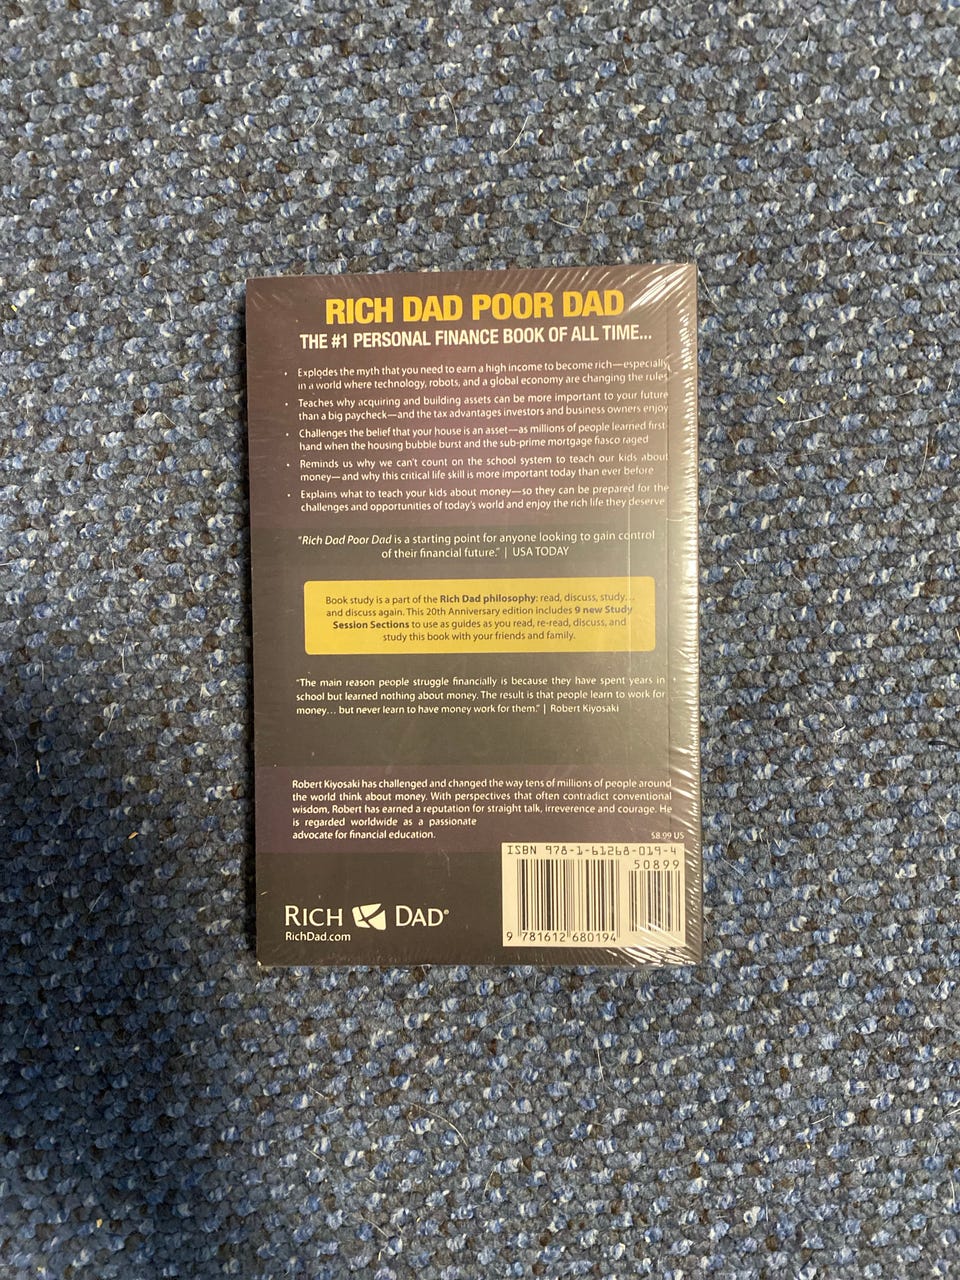 RICH DAD POOR DAD
THE #1 PERSONAL FINANCE BOOK OF ALL TIME...
• Explodes the myth that you need to earn a high income to become rich—especially
in a world where technology, robots, and a global economy are changing the rules
• Teaches why acquiring and building assets can be more important to your future
than a big paycheck—and the tax advantages investors and business owners enjoy
• Challenges the belief that your house is an asset—as millions of people learned first-
hand when the housing bubble burst and the sub-prime mortgage fiasco raged
• Reminds us why we can't count on the school system to teach our kids about
money—and why this critical life skill is more important today than ever before
• Explains what to teach your kids about money—so they can be prepared for the
challenges and opportunities of today's world and enjoy the rich life they deserve
"Rich Dad Poor Dad is a starting point for anyone looking to gain control
of their financial future." | USA TODAY
Book study is a part of the Rich Dad philosophy: read, discuss, study...
and discuss again. This 20th Anniversary edition includes 9 new Study
Session Sections to use as guides as you read, re-read, discuss, and
study this book with your friends and family.
"The main reason people struggle financially is because they have spent years in
school but learned nothing about money. The result is that people learn to work for
money... but never learn to have money work for them." | Robert Kiyosaki
Robert Kiyosaki has challenged and changed the way tens of millions of people around
the world think about money. With perspectives that often contradict conventional
wisdom, Robert has earned a reputation for straight talk, irreverence and courage. He
is regarded worldwide as a passionate
advocate for financial education.
$8.99 US
ISBN 978-1-61268-019-4
50899
9 781612 680194
RICH DAD®
RichDad.com